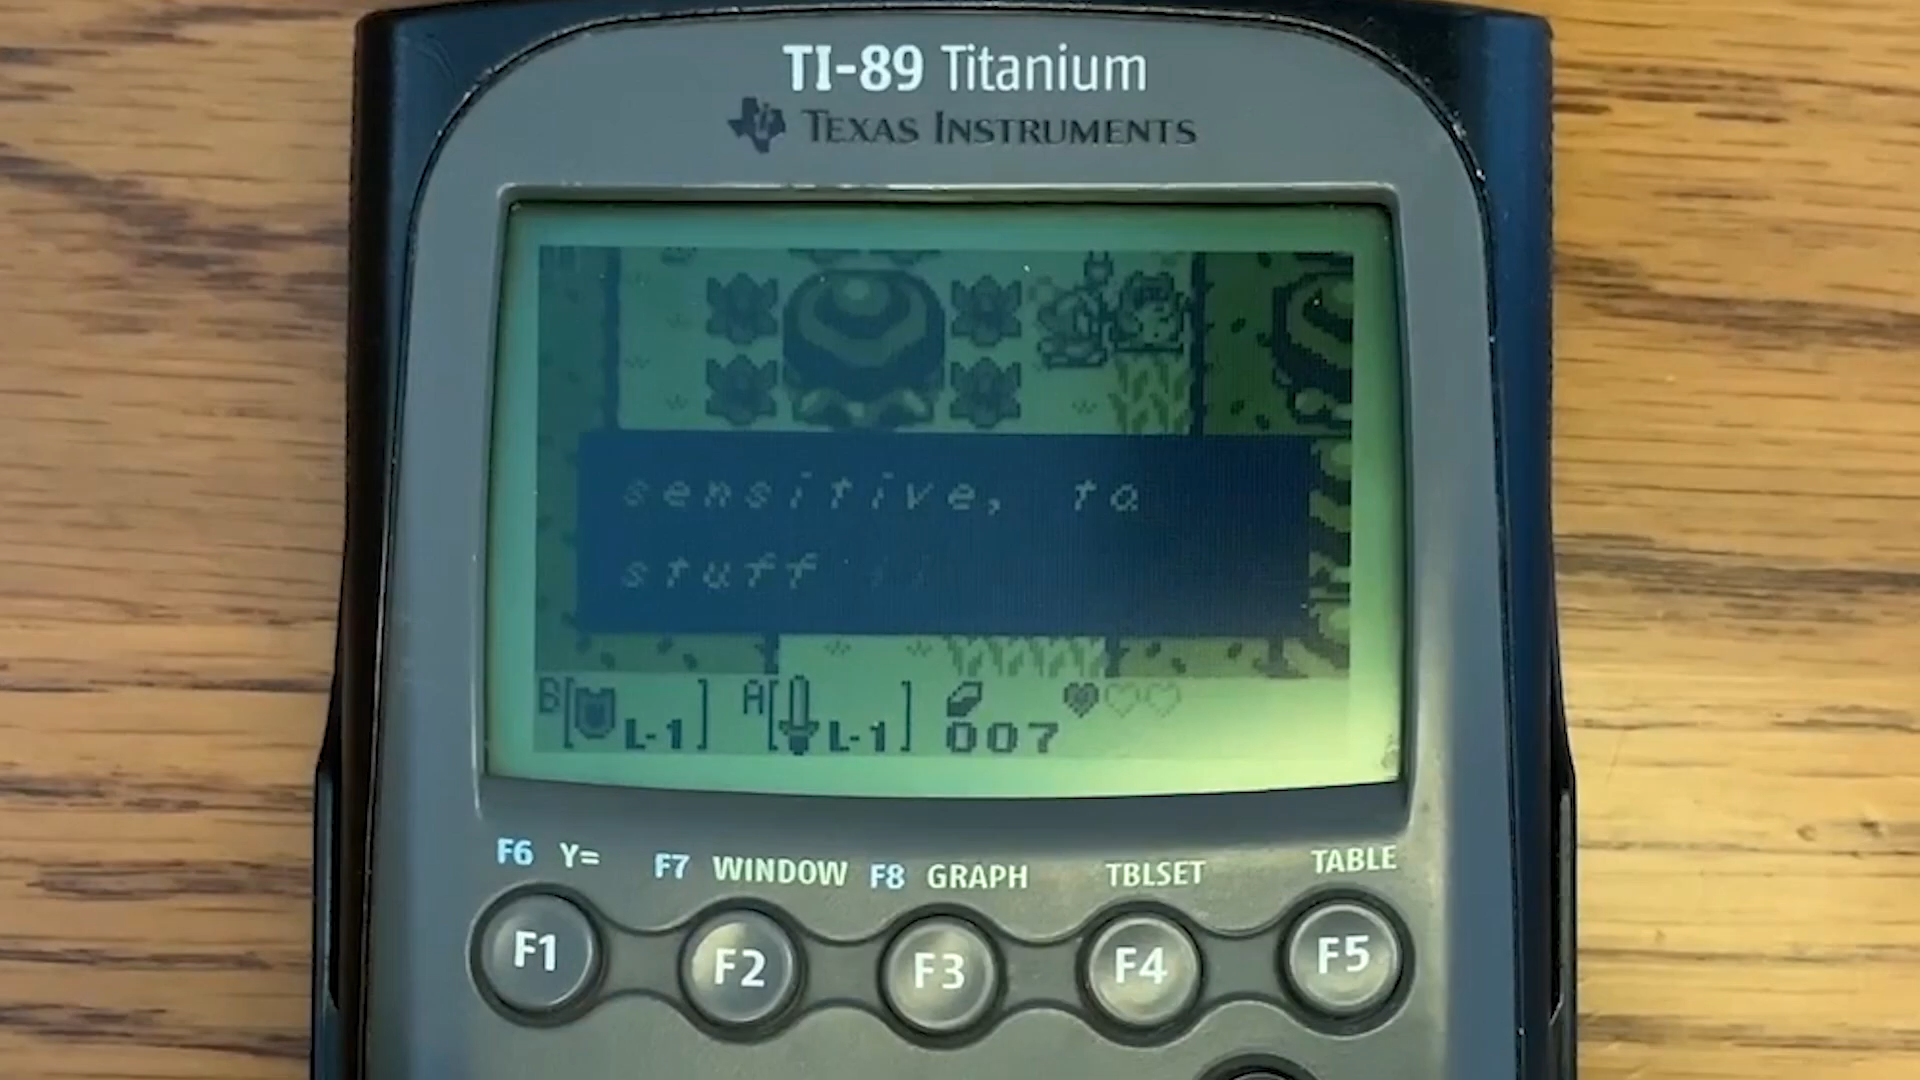 TI-89 Titanium
TEXAS INSTRUMENTS
sensitive, to
stuff
B[ L-1] A[ L-1] 007
F6 Y= F7 WINDOW F8 GRAPH TBLSET TABLE
F1 F2 F3 F4 F5